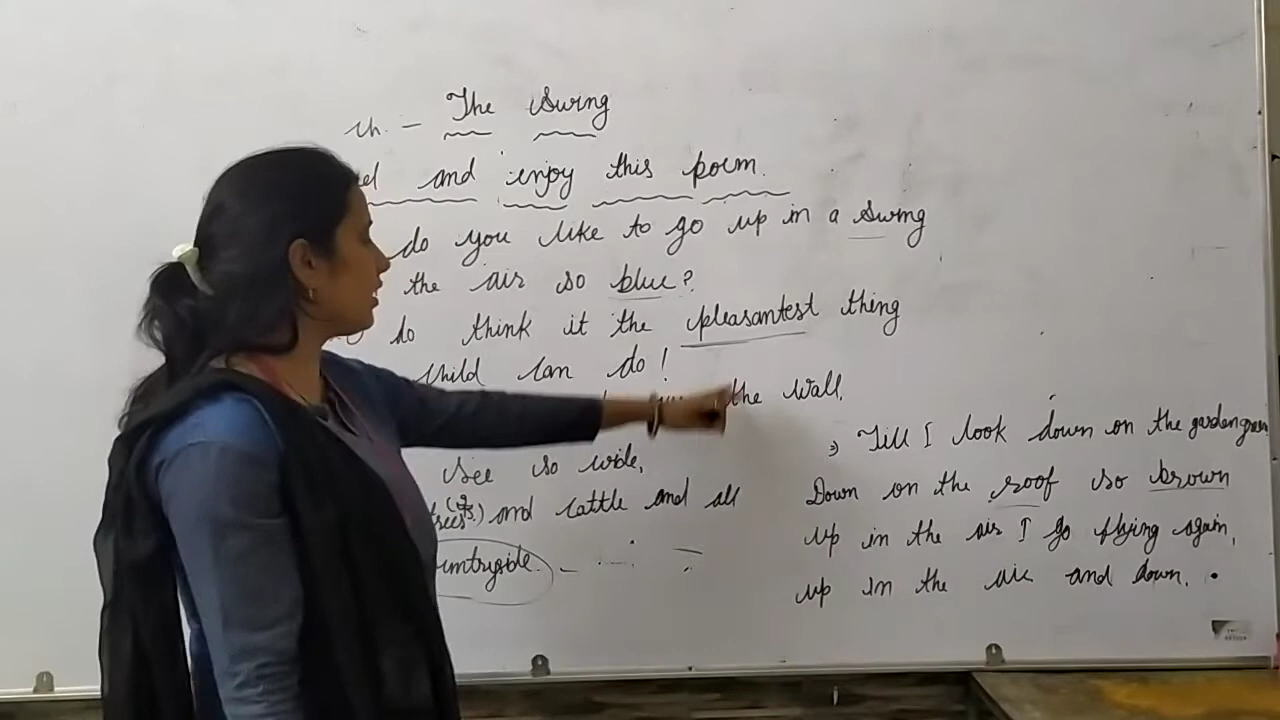 ch. - The Swing
and enjoy this poem.
do you like to go up in a swing
the air so blue?
do think it the pleasantest thing
child can do!
the wall,
see so wide,
trees and cattle and all
countryside.
Till I look down on the garden green
Down on the roof so brown
up in the air I go flying again,
up in the air and down.